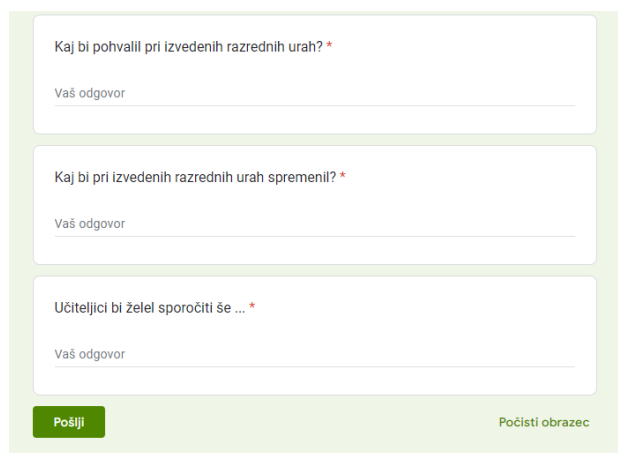 Kaj bi pohvalil pri izvedenih razrednih urah? *
Vaš odgovor
Kaj bi pri izvedenih razrednih urah spremenil? *
Vaš odgovor
Učiteljici bi želel sporočiti še ... *
Vaš odgovor
Pošlji
Počisti obrazec